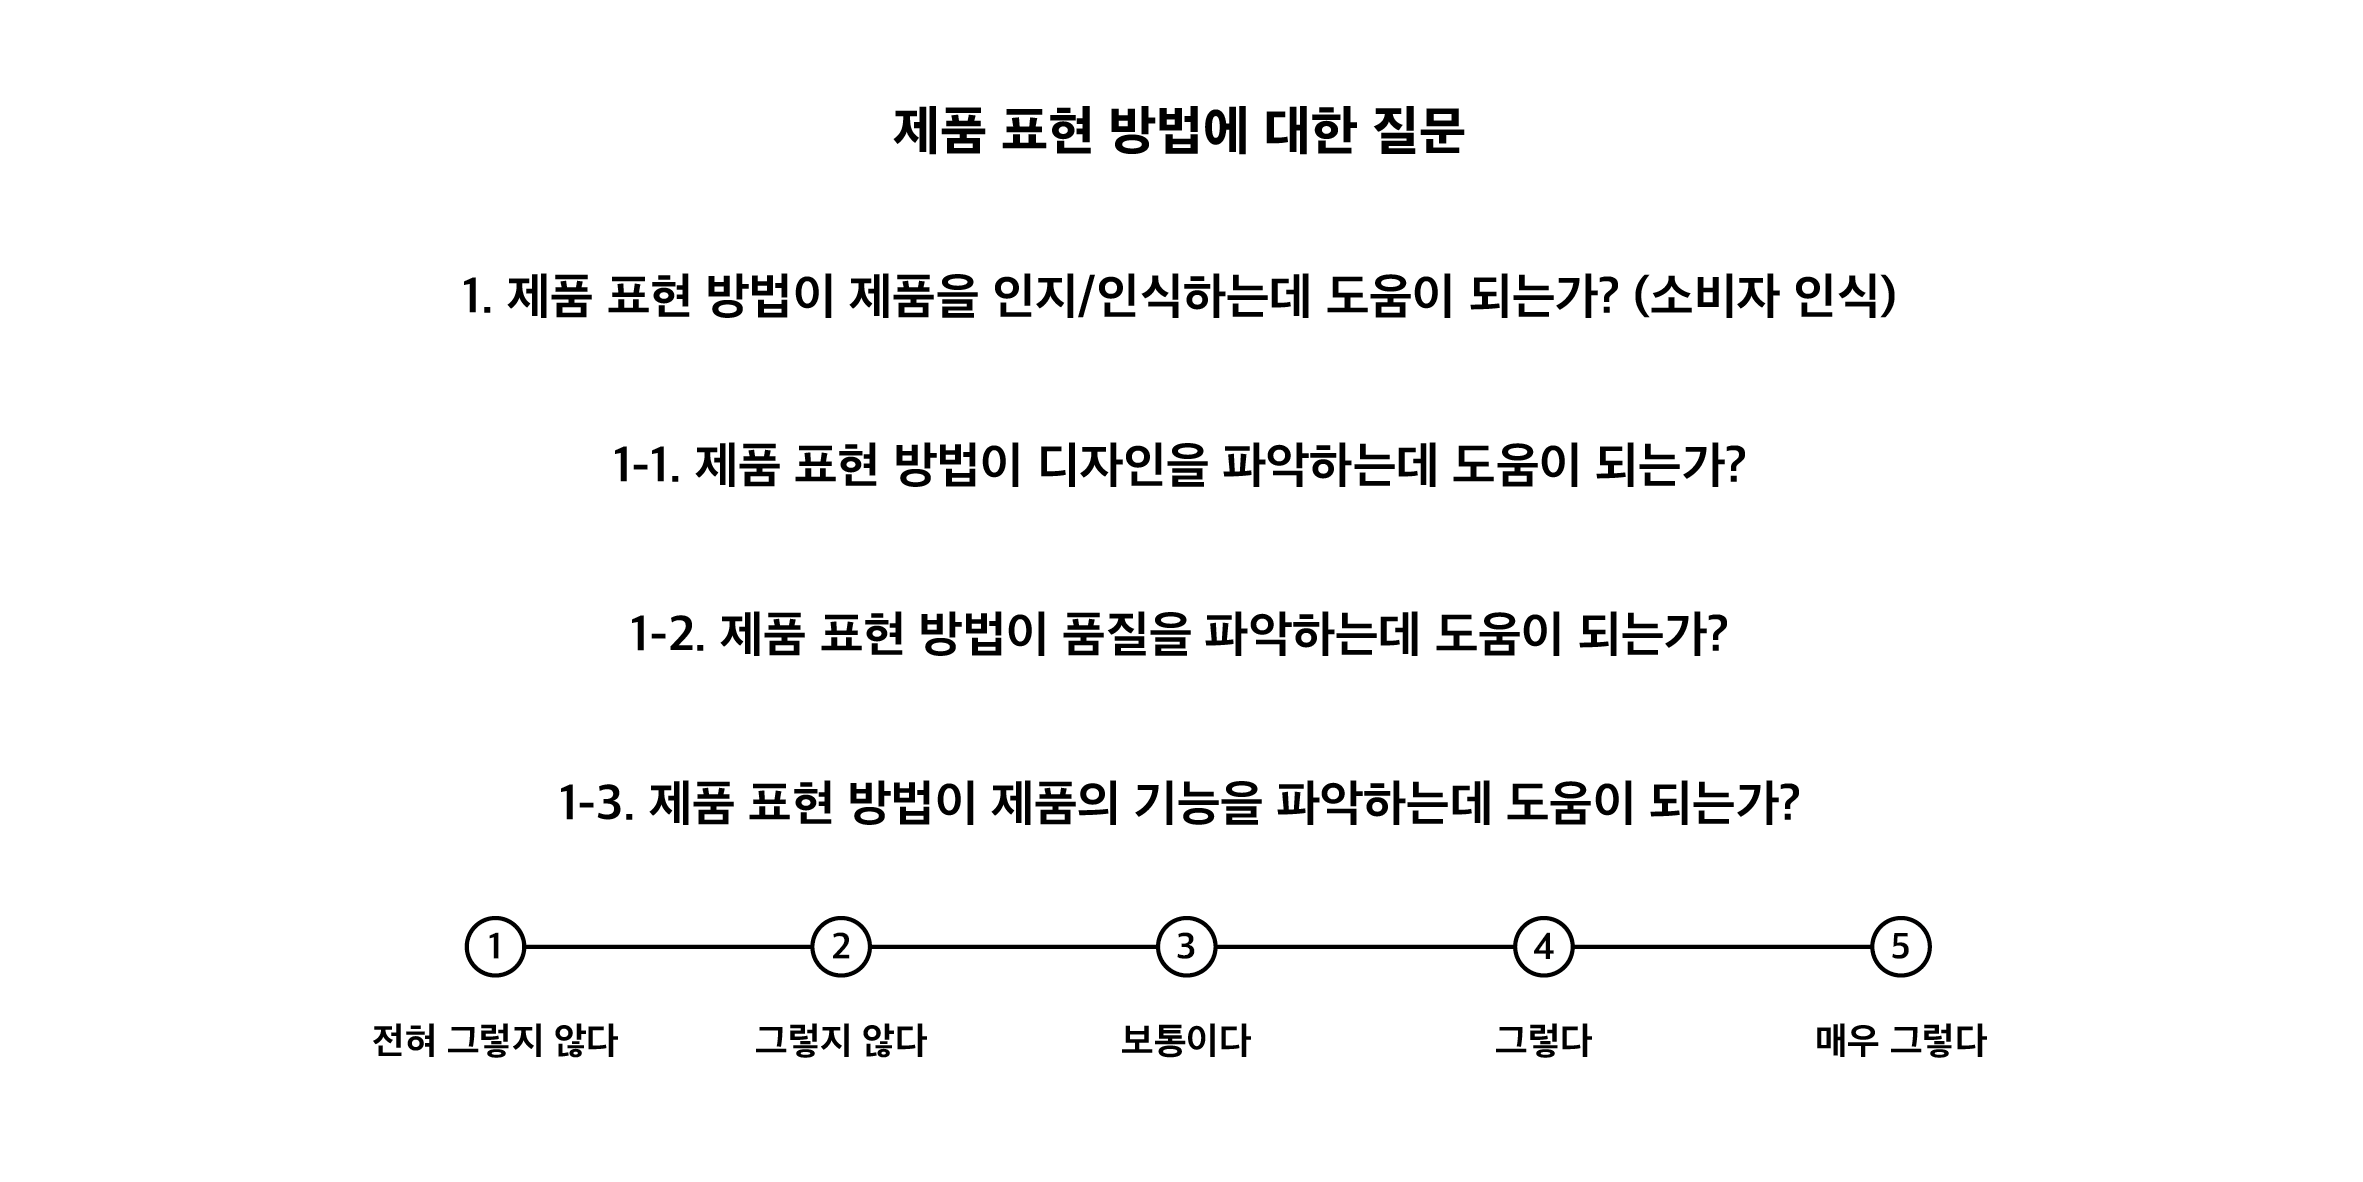 제품 표현 방법에 대한 질문
1. 제품 표현 방법이 제품을 인지/인식하는데 도움이 되는가? (소비자 인식)
1-1. 제품 표현 방법이 디자인을 파악하는데 도움이 되는가?
1-2. 제품 표현 방법이 품질을 파악하는데 도움이 되는가?
1-3. 제품 표현 방법이 제품의 기능을 파악하는데 도움이 되는가?
1 2 3 4 5
전혀 그렇지 않다 그렇지 않다 보통이다 그렇다 매우 그렇다